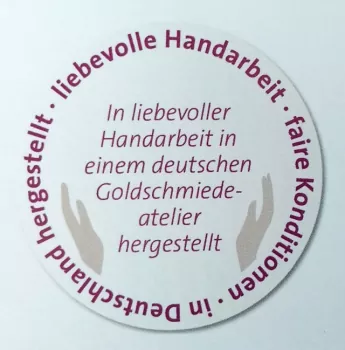 liebevolle Handarbeit · faire Konditionen · in Deutschland hergestellt ·
In liebevoller
Handarbeit in
einem deutschen
Goldschmiede-
atelier
hergestellt